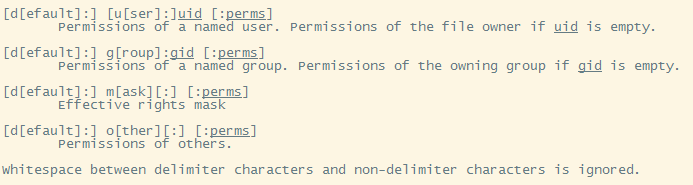 [d[efault]:] [u[ser]:]uid [:perms]
Permissions of a named user. Permissions of the file owner if uid is empty.
[d[efault]:] g[roup]:gid [:perms]
Permissions of a named group. Permissions of the owning group if gid is empty.
[d[efault]:] m[ask][:] [:perms]
Effective rights mask
[d[efault]:] o[ther][:] [:perms]
Permissions of others.
Whitespace between delimiter characters and non-delimiter characters is ignored.